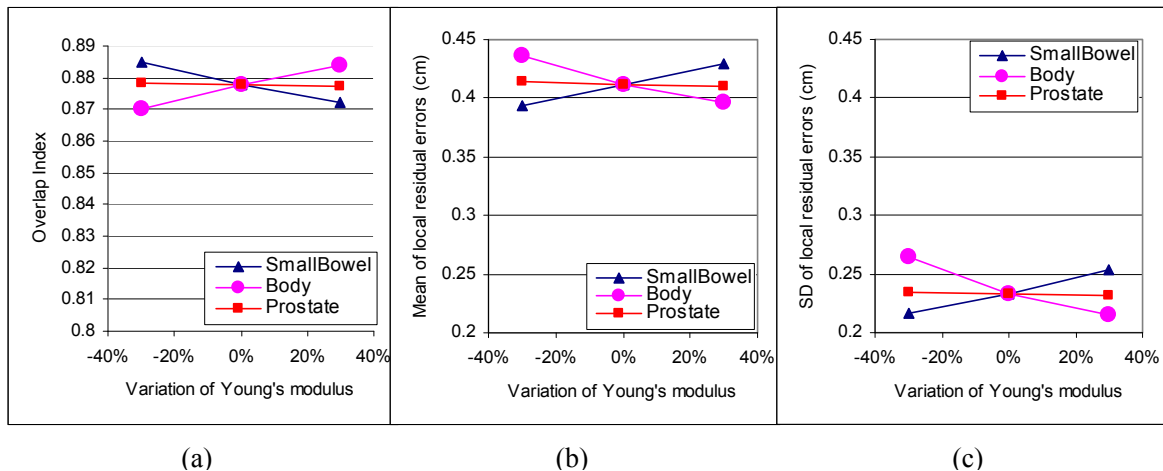 0.89
0.88
0.87
0.86
0.85
0.84
0.83
0.82
0.81
0.8
Overlap Index
SmallBowel
Body
Prostate
-40% -20% 0% 20% 40%
Variation of Young's modulus
(a)
0.45
0.4
0.35
0.3
0.25
0.2
Mean of local residual errors (cm)
SmallBowel
Body
Prostate
-40% -20% 0% 20% 40%
Variation of Young's modulus
(b)
0.45
0.4
0.35
0.3
0.25
0.2
SD of local residual errors (cm)
SmallBowel
Body
Prostate
-40% -20% 0% 20% 40%
Variation of Young's modulus
(c)